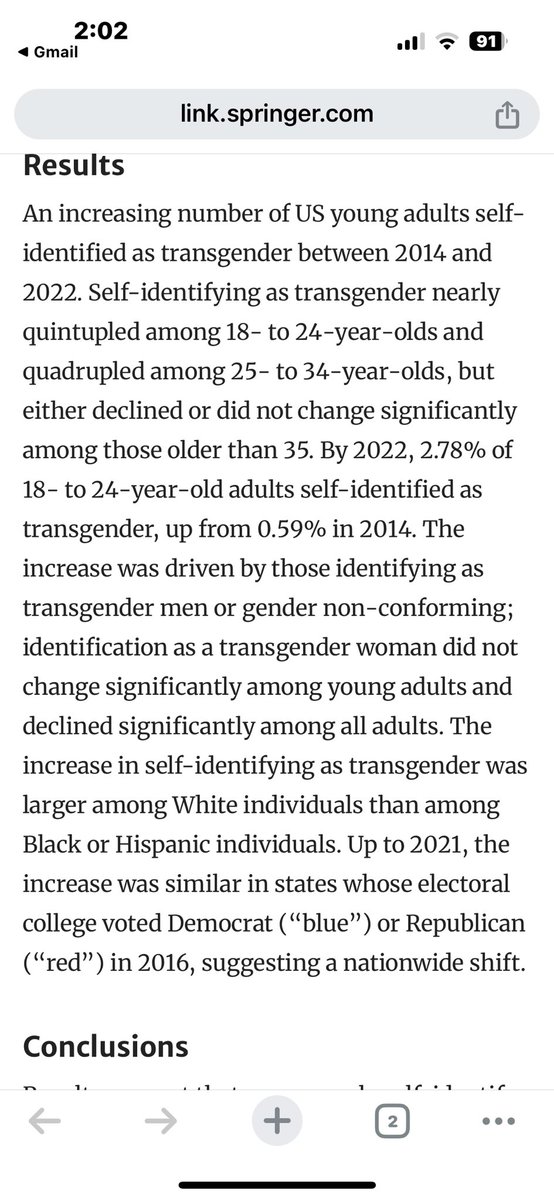 2:02
91
◀ Gmail
link.springer.com
Results
An increasing number of US young adults self-
identified as transgender between 2014 and
2022. Self-identifying as transgender nearly
quintupled among 18- to 24-year-olds and
quadrupled among 25- to 34-year-olds, but
either declined or did not change significantly
among those older than 35. By 2022, 2.78% of
18- to 24-year-old adults self-identified as
transgender, up from 0.59% in 2014. The
increase was driven by those identifying as
transgender men or gender non-conforming;
identification as a transgender woman did not
change significantly among young adults and
declined significantly among all adults. The
increase in self-identifying as transgender was
larger among White individuals than among
Black or Hispanic individuals. Up to 2021, the
increase was similar in states whose electoral
college voted Democrat (“blue”) or Republican
(“red”) in 2016, suggesting a nationwide shift.
Conclusions
2